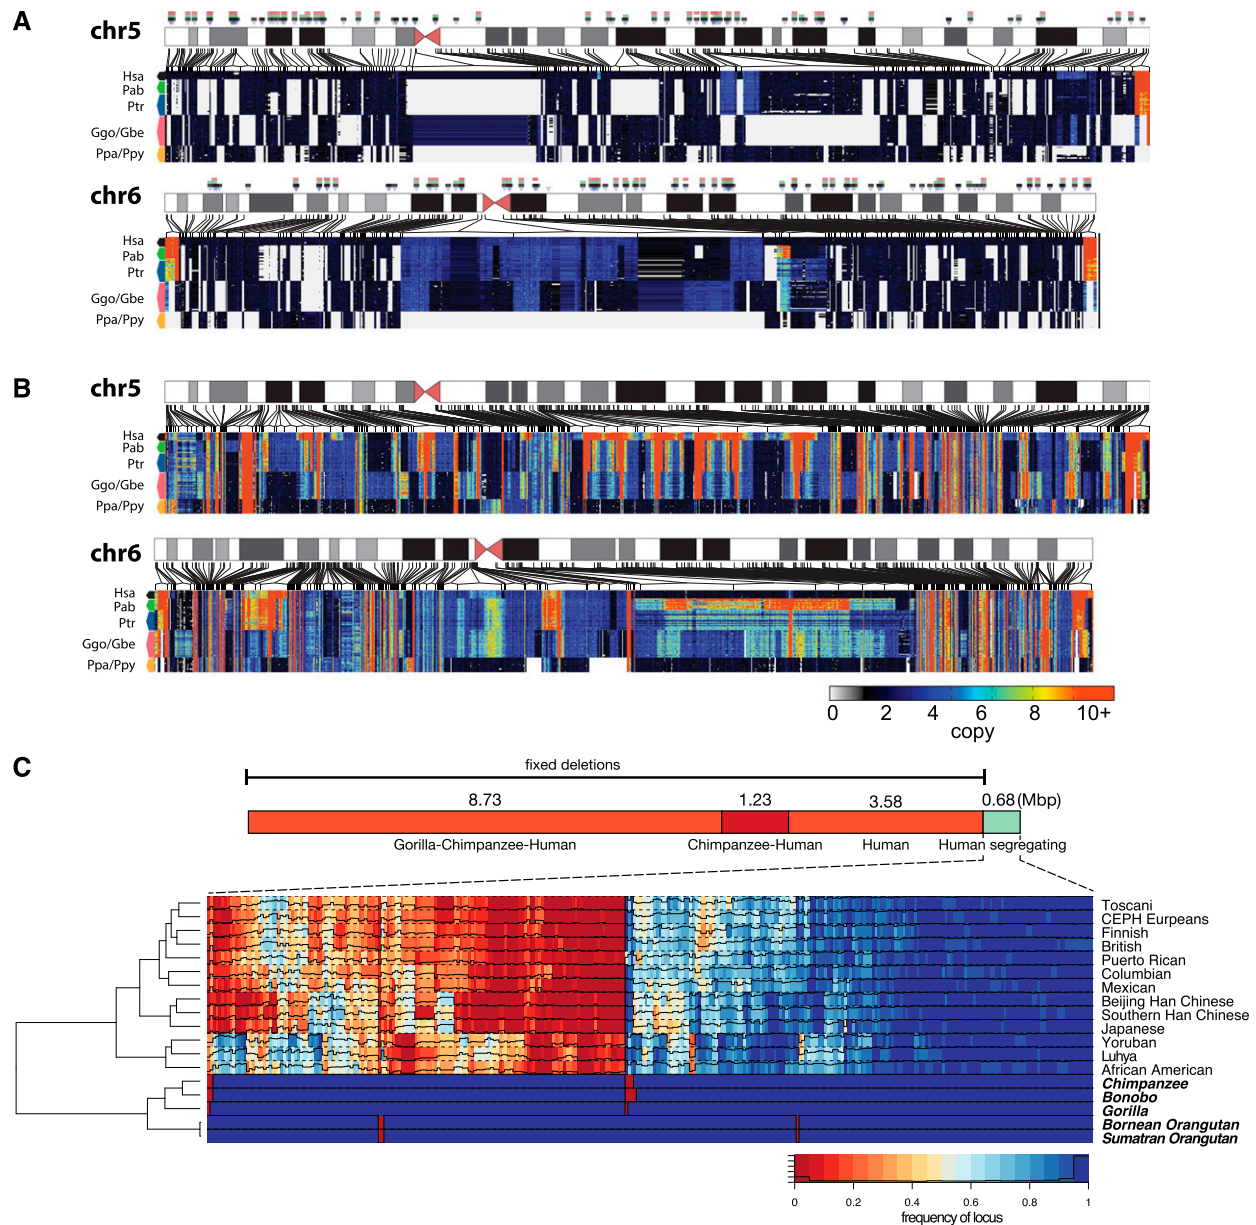 A
chr5
Hsa
Pab
Ptr
Ggo/Gbe
Ppa/Ppy
chr6
Hsa
Pab
Ptr
Ggo/Gbe
Ppa/Ppy
B
chr5
Hsa
Pab
Ptr
Ggo/Gbe
Ppa/Ppy
chr6
Hsa
Pab
Ptr
Ggo/Gbe
Ppa/Ppy
0 2 4 6 8 10+
copy
C
fixed deletions
8.73 1.23 3.58 0.68 (Mbp)
Gorilla-Chimpanzee-Human Chimpanzee-Human Human Human segregating
Toscani
CEPH Eurpeans
Finnish
British
Puerto Rican
Columbian
Mexican
Beijing Han Chinese
Southern Han Chinese
Japanese
Yoruban
Luhya
African American
Chimpanzee
Bonobo
Gorilla
Bornean Orangutan
Sumatran Orangutan
0 0.2 0.4 0.6 0.8 1
frequency of locus